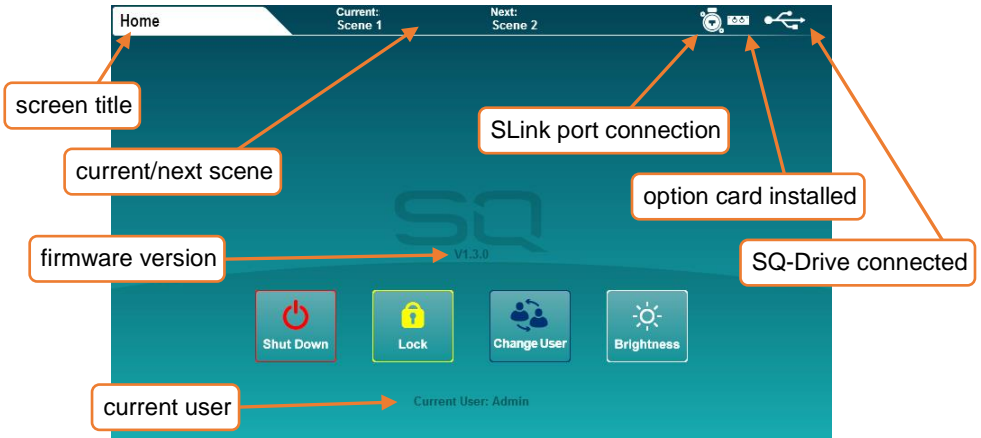 Home
Current:
Scene 1
Next:
Scene 2
screen title
SLink port connection
current/next scene
option card installed
SQ
firmware version
V1.3.0
SQ-Drive connected
Shut Down
Lock
Change User
Brightness
current user
Current User: Admin